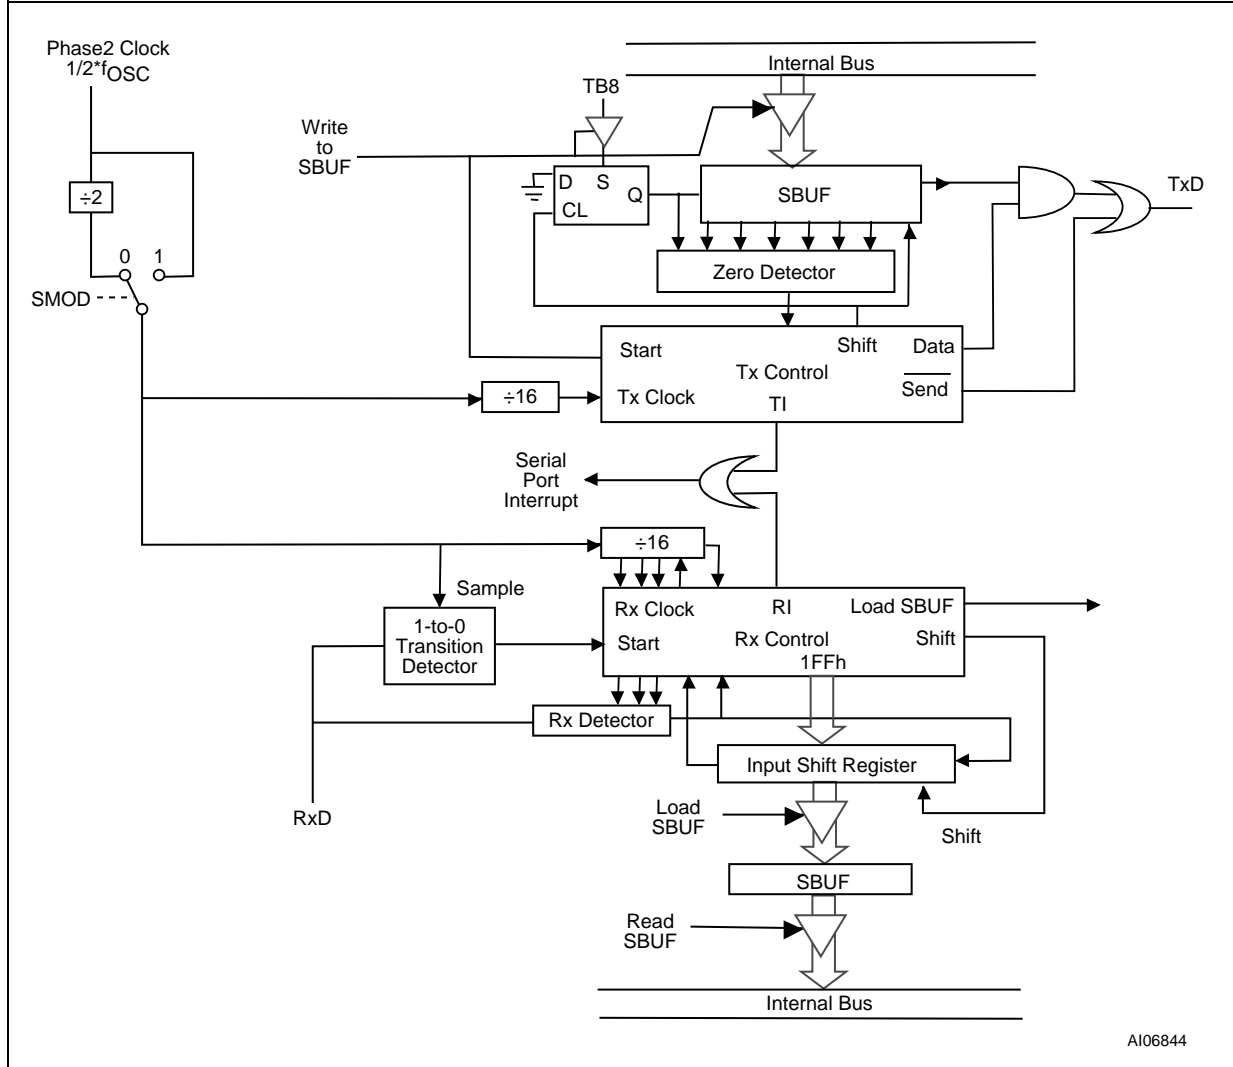 Phase2 Clock
1/2*fOSC
Internal Bus
TB8
Write
to
SBUF
D S
Q
CL
SBUF
TxD
÷2
Zero Detector
0 1
SMOD
Start
Shift
Data
Tx Control
Send
Tx Clock
TI
÷16
Serial
Port
Interrupt
÷16
Sample
Rx Clock
RI
Load SBUF
1-to-0
Transition
Detector
Start
Rx Control
Shift
1FFh
Rx Detector
Input Shift Register
RxD
Load
SBUF
Shift
SBUF
Read
SBUF
Internal Bus
AI06844